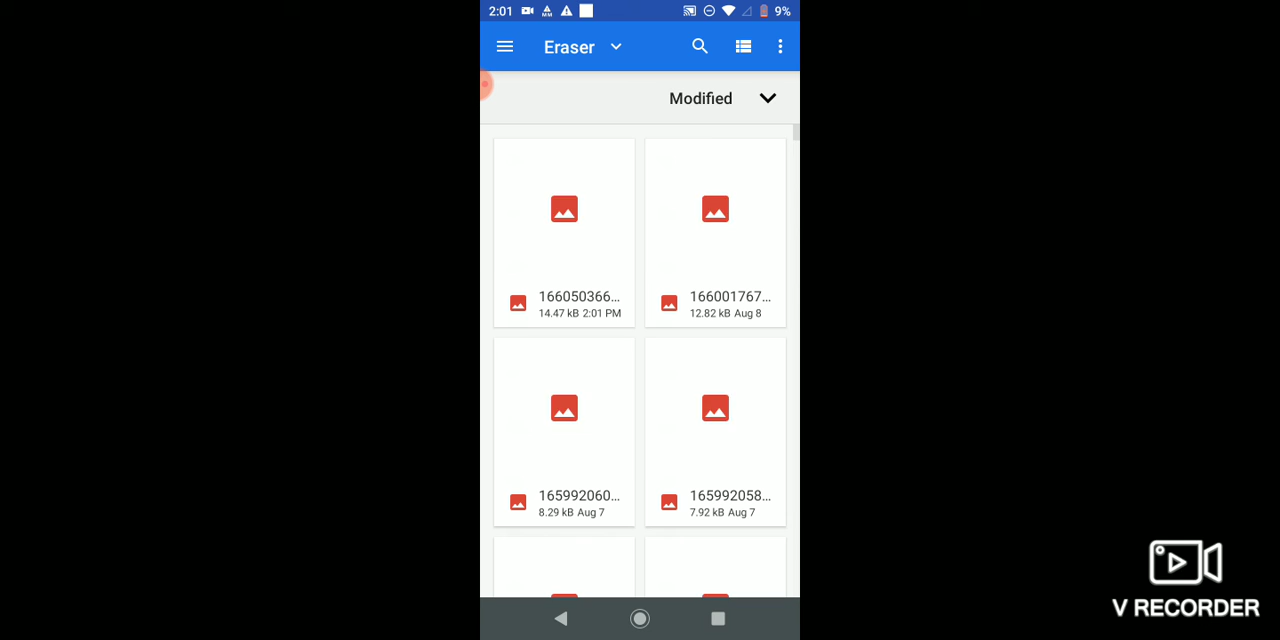 2:01
9%
Eraser
Modified
166050366...
14.47 kB 2:01 PM
166001767...
12.82 kB Aug 8
165992060...
8.29 kB Aug 7
165992058...
7.92 kB Aug 7
V RECORDER